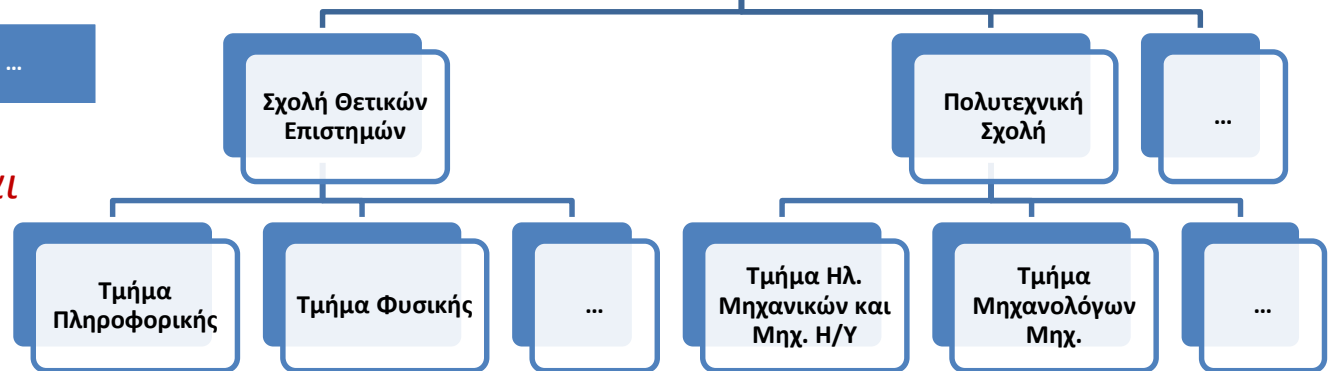 ...
Σχολή Θετικών
Επιστημών
Πολυτεχνική
Σχολή
...
Τμήμα
Πληροφορικής
Τμήμα Φυσικής
...
Τμήμα Ηλ.
Μηχανικών και
Μηχ. Η/Υ
Τμήμα
Μηχανολόγων
Μηχ.
...